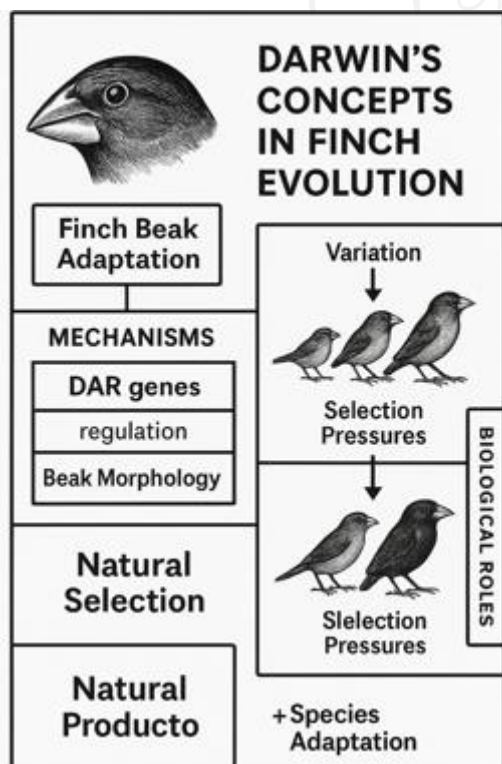 DARWIN'S
CONCEPTS
IN FINCH
EVOLUTION
Finch Beak
Adaptation
MECHANISMS
DAR genes
regulation
Beak Morphology
Natural
Selection
Natural
Producto
Variation
Selection
Pressures
Slelection
Pressures
BIOLOGICAL ROLES
+Species
Adaptation